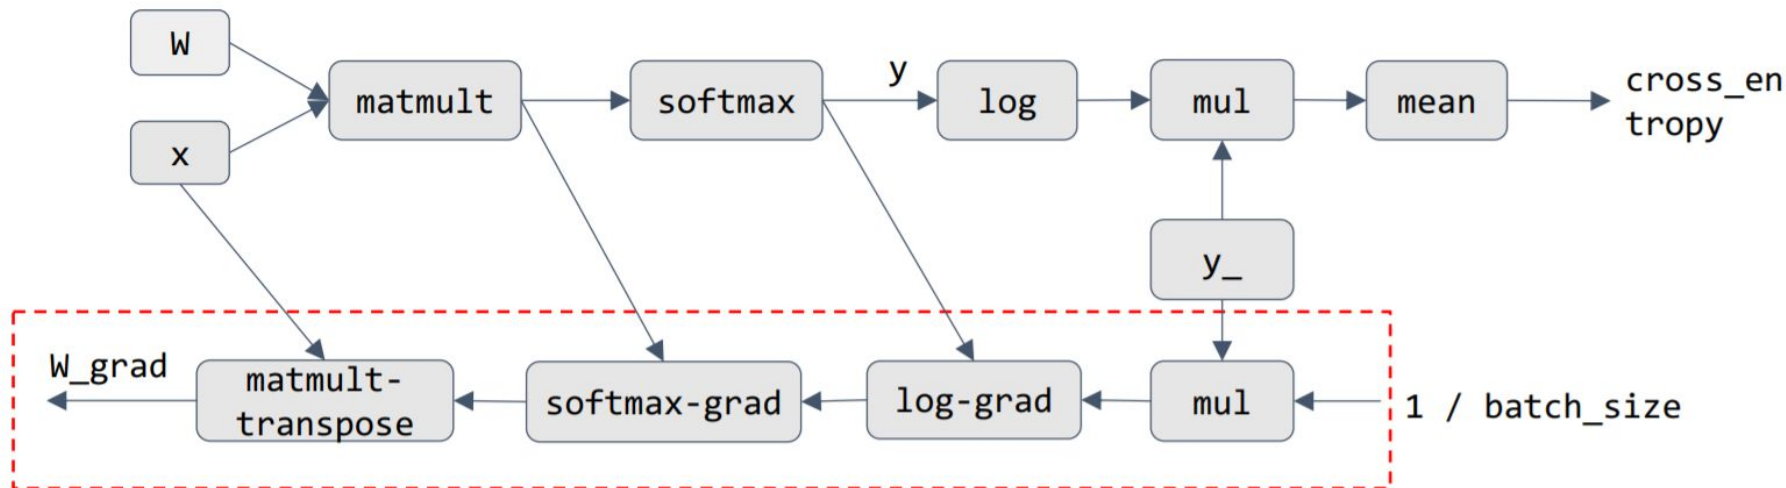 W
x
matmult
softmax
y
log
mul
mean
cross_en
tropy
y_
W_grad
matmult-
transpose
softmax-grad
log-grad
mul
1 / batch_size